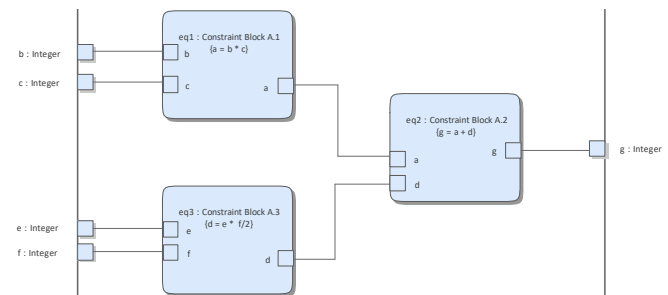 eq1 : Constraint Block A.1
{a = b * c}
b : Integer
b
c : Integer
c
a
eq2 : Constraint Block A.2
{g = a + d}
g
g : Integer
a
d
eq3 : Constraint Block A.3
{d = e *  f/2}
e : Integer
e
f : Integer
f
d